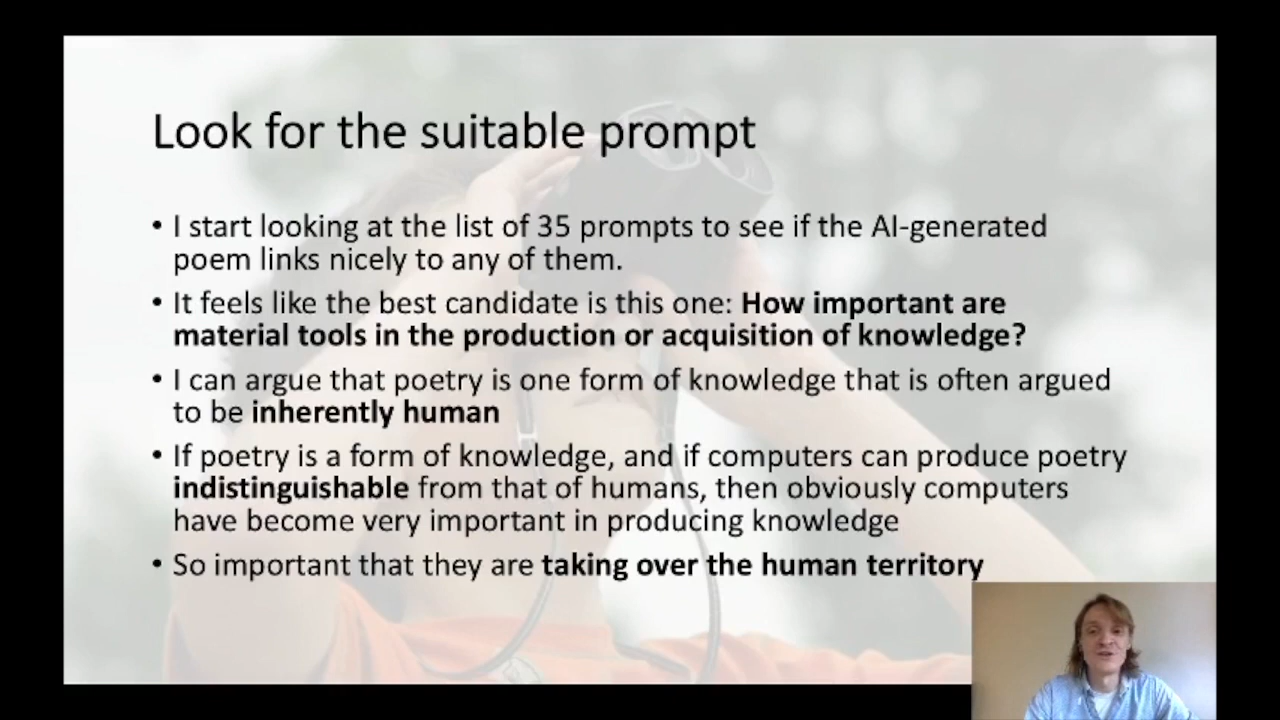 Look for the suitable prompt
• I start looking at the list of 35 prompts to see if the AI-generated
poem links nicely to any of them.
• It feels like the best candidate is this one: How important are
material tools in the production or acquisition of knowledge?
• I can argue that poetry is one form of knowledge that is often argued
to be inherently human
• If poetry is a form of knowledge, and if computers can produce poetry
indistinguishable from that of humans, then obviously computers
have become very important in producing knowledge
• So important that they are taking over the human territory